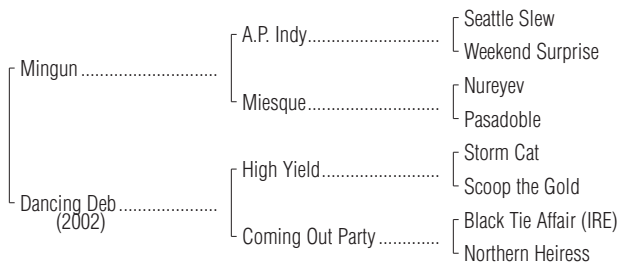 Seattle Slew
A.P. Indy
Weekend Surprise
Mingun
Nureyev
Miesque
Pasadoble
Storm Cat
High Yield
Scoop the Gold
Dancing Deb
(2002)
Black Tie Affair (IRE)
Coming Out Party
Northern Heiress